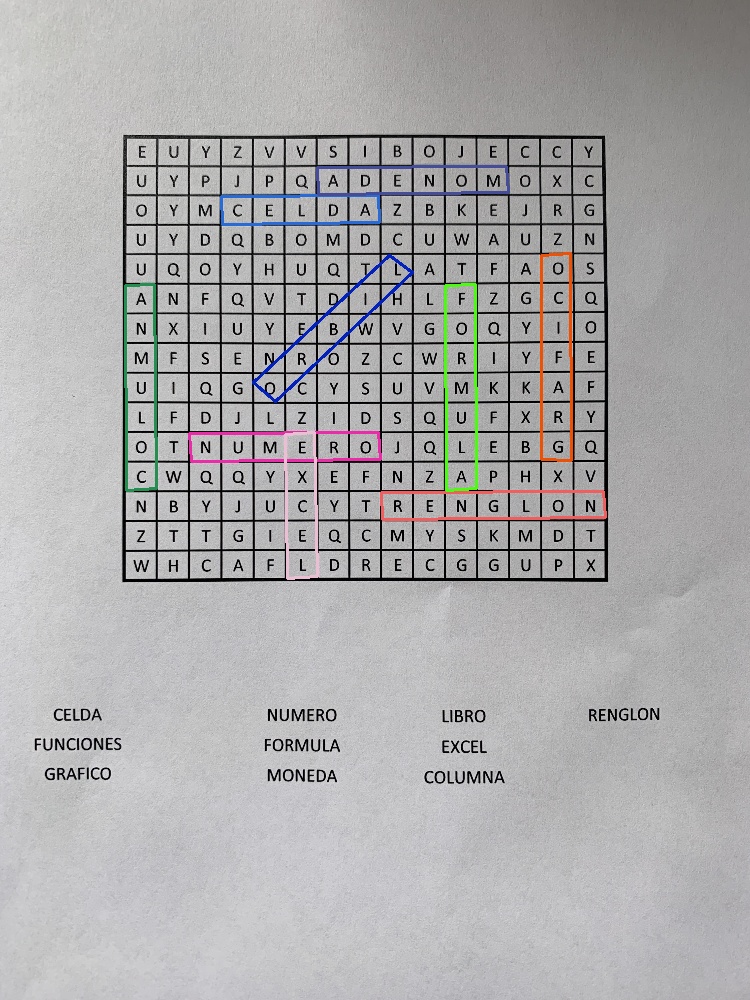 E U Y Z V V S I B O J E C C Y
U Y P J P Q A D E N O M O X C
O Y M C E L D A Z B K E J R G
U Y D Q B O M D C U W A U Z N
U Q O Y H U Q T L A T F A O S
A N F Q V T D I H L F Z G C Q
N X I U Y E B W V G O Q Y I O
M F S E N R O Z C W R I Y F E
U I Q G O C Y S U V M K K A F
L F D J L Z I D S Q U F X R Y
O T N U M E R O J Q L E B G Q
C W Q Q Y X E F N Z A P H X V
N B Y J U C Y T R E N G L O N
Z T T G I E Q C M Y S K M D T
W H C A F L D R E C G G U P X
CELDA NUMERO LIBRO RENGLON
FUNCIONES FORMULA EXCEL
GRAFICO MONEDA COLUMNA